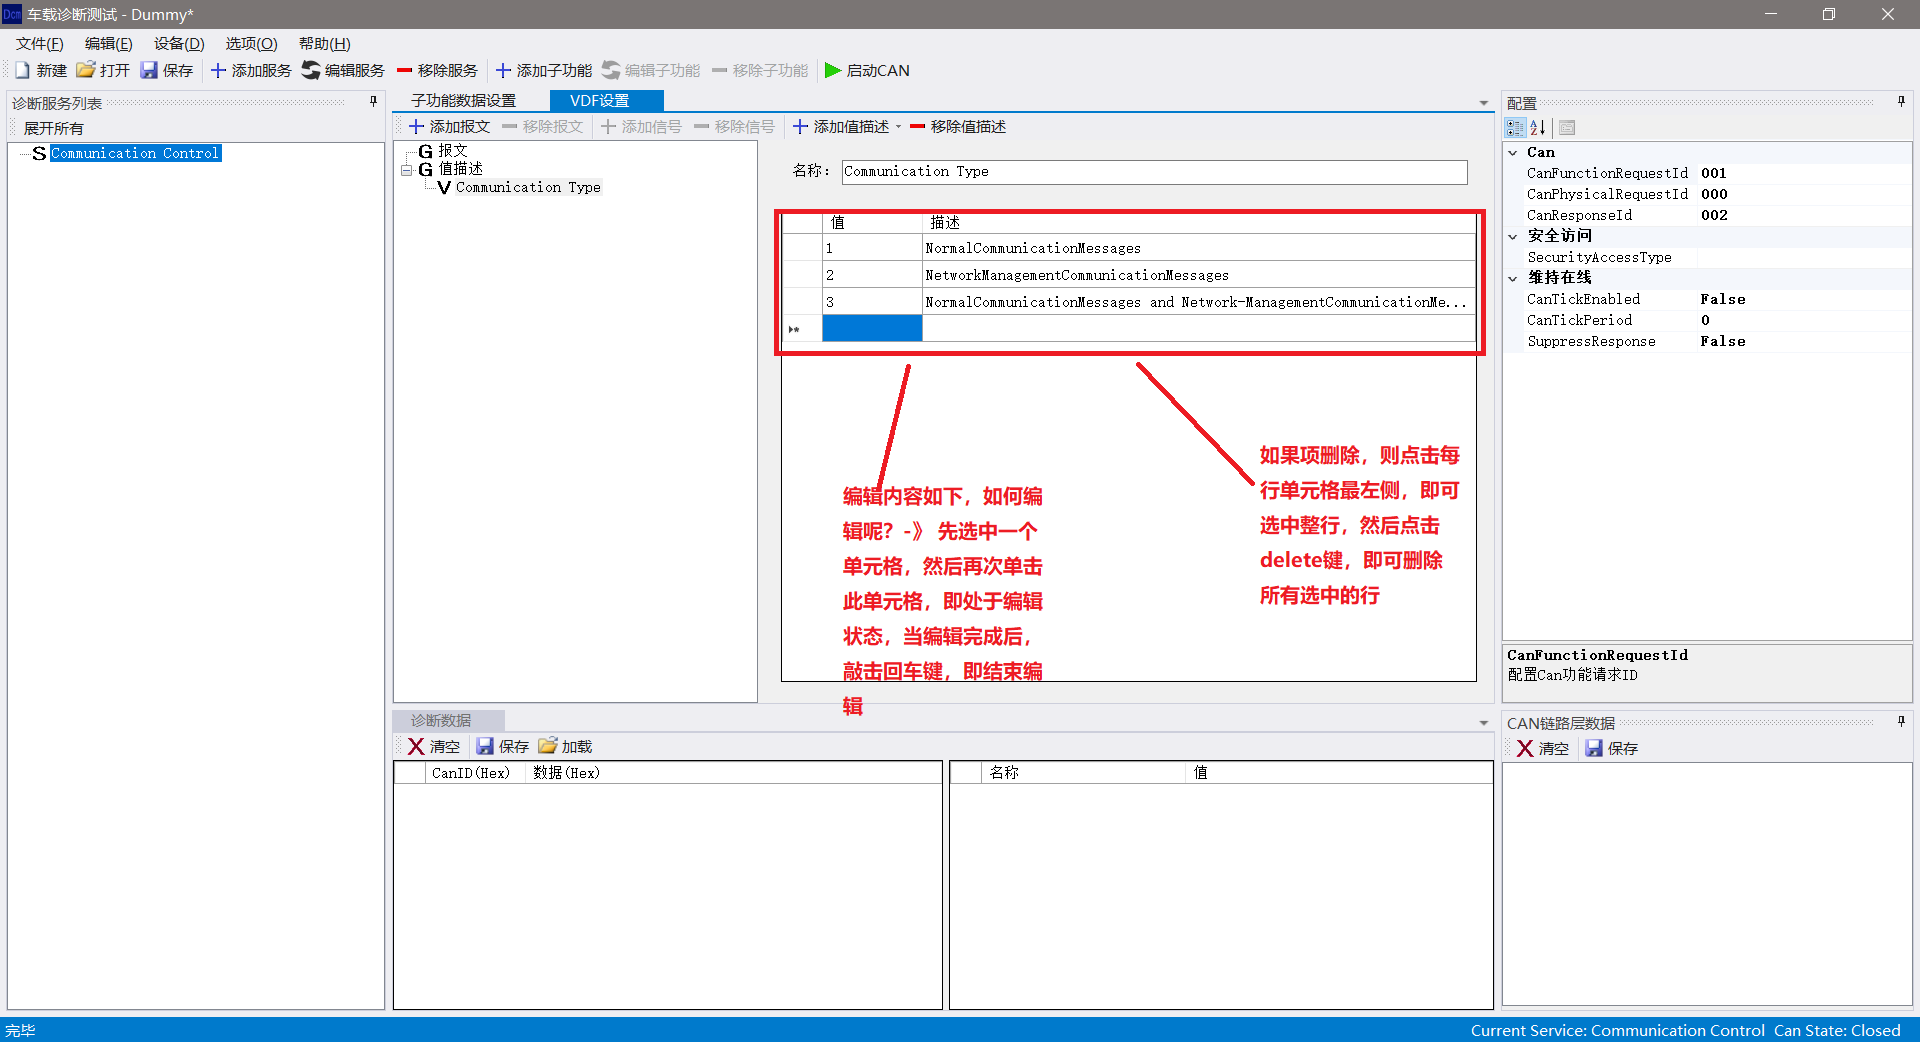 Dcm 车载诊断测试 - Dummy*
文件(F) 编辑(E) 设备(D) 选项(O) 帮助(H)
新建 打开 保存 添加服务 编辑服务 移除服务 添加子功能 编辑子功能 移除子功能 启动CAN
诊断服务列表
展开所有
S Communication Control
子功能数据设置 VDF设置
添加报文 移除报文 添加信号 移除信号 添加值描述 移除值描述
G 报文
G 值描述
V Communication Type
名称： Communication Type
值 描述
1 NormalCommunicationMessages
2 NetworkManagementCommunicationMessages
3 NormalCommunicationMessages and Network-ManagementCommunicationMe...
编辑内容如下，如何编
辑呢？-》 先选中一个
单元格，然后再次单击
此单元格，即处于编辑
状态，当编辑完成后，
敲击回车键，即结束编
辑
如果项删除，则点击每
行单元格最左侧，即可
选中整行，然后点击
delete键，即可删除
所有选中的行
配置
Can
CanFunctionRequestId 001
CanPhysicalRequestId 000
CanResponseId 002
安全访问
SecurityAccessType
维持在线
CanTickEnabled False
CanTickPeriod 0
SuppressResponse False
CanFunctionRequestId
配置Can功能请求ID
诊断数据
清空 保存 加载
CanID(Hex) 数据(Hex)
名称 值
CAN链路层数据
清空 保存
完毕
Current Service: Communication Control Can State: Closed